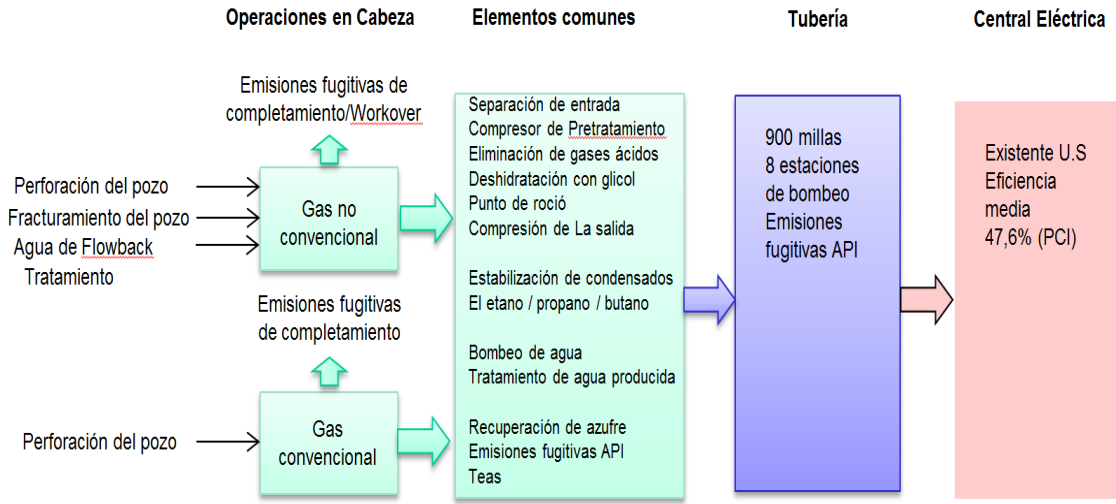 Operaciones en Cabeza
Elementos comunes
Tubería
Central Eléctrica
Emisiones fugitivas de
completamiento/Workover
Perforación del pozo
Fracturamiento del pozo
Agua de Flowback
Tratamiento
Gas no
convencional
Emisiones fugitivas
de completamiento
Perforación del pozo
Gas
convencional
Separación de entrada
Compresor de Pretratamiento
Eliminación de gases ácidos
Deshidratación con glicol
Punto de roció
Compresión de La salida
Estabilización de condensados
El etano / propano / butano
Bombeo de agua
Tratamiento de agua producida
Recuperación de azufre
Emisiones fugitivas API
Teas
900 millas
8 estaciones
de bombeo
Emisiones
fugitivas API
Existente U.S
Eficiencia
media
47,6% (PCI)